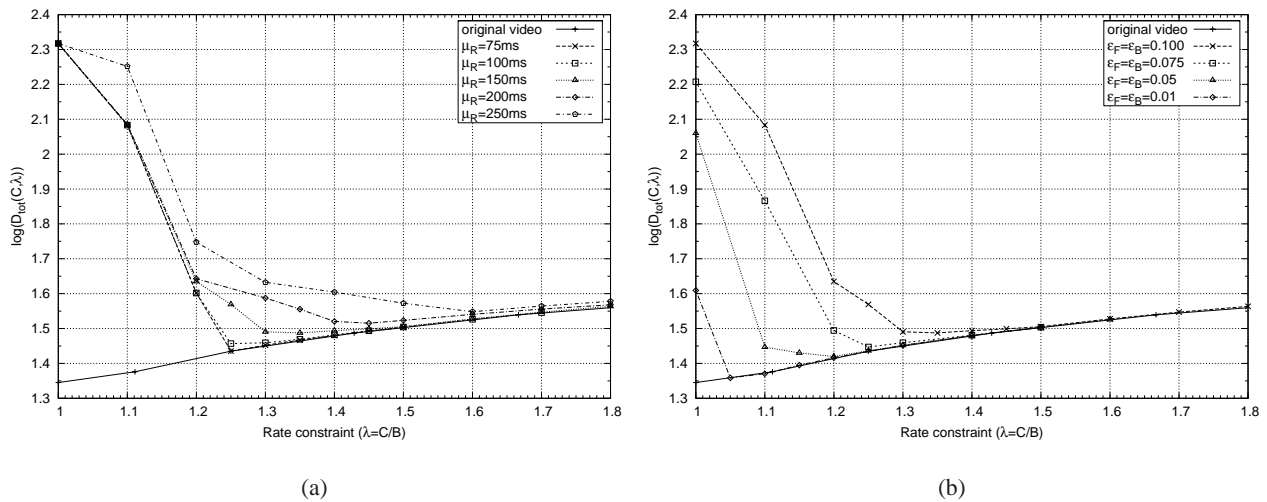 2.4
2.3
2.2
2.1
2
1.9
1.8
1.7
1.6
1.5
1.4
1.3
log(D_tot(C,λ))
original video
μ_R=75ms
μ_R=100ms
μ_R=150ms
μ_R=200ms
μ_R=250ms
1 1.1 1.2 1.3 1.4 1.5 1.6 1.7 1.8
Rate constraint (λ=C/B)
(a)
2.4
2.3
2.2
2.1
2
1.9
1.8
1.7
1.6
1.5
1.4
1.3
log(D_tot(C,λ))
original video
ε_F=ε_B=0.100
ε_F=ε_B=0.075
ε_F=ε_B=0.05
ε_F=ε_B=0.01
1 1.1 1.2 1.3 1.4 1.5 1.6 1.7 1.8
Rate constraint (λ=C/B)
(b)